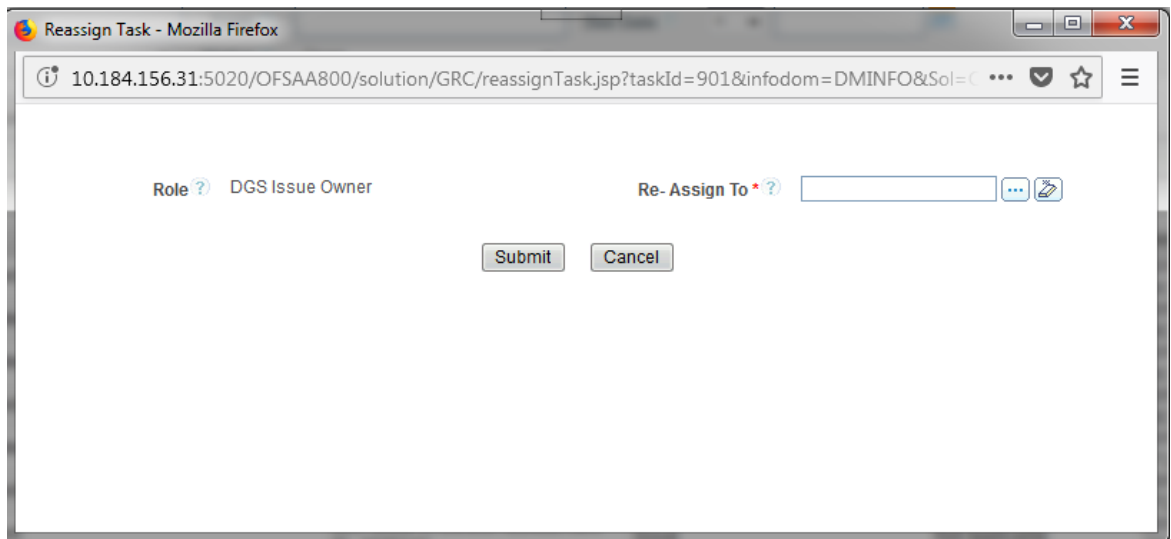 Reassign Task - Mozilla Firefox
10.184.156.31:5020/OFSAA800/solution/GRC/reassignTask.jsp?taskId=901&infodom=DMINFO&Sol=
Role ? DGS Issue Owner Re- Assign To * ?
Submit Cancel